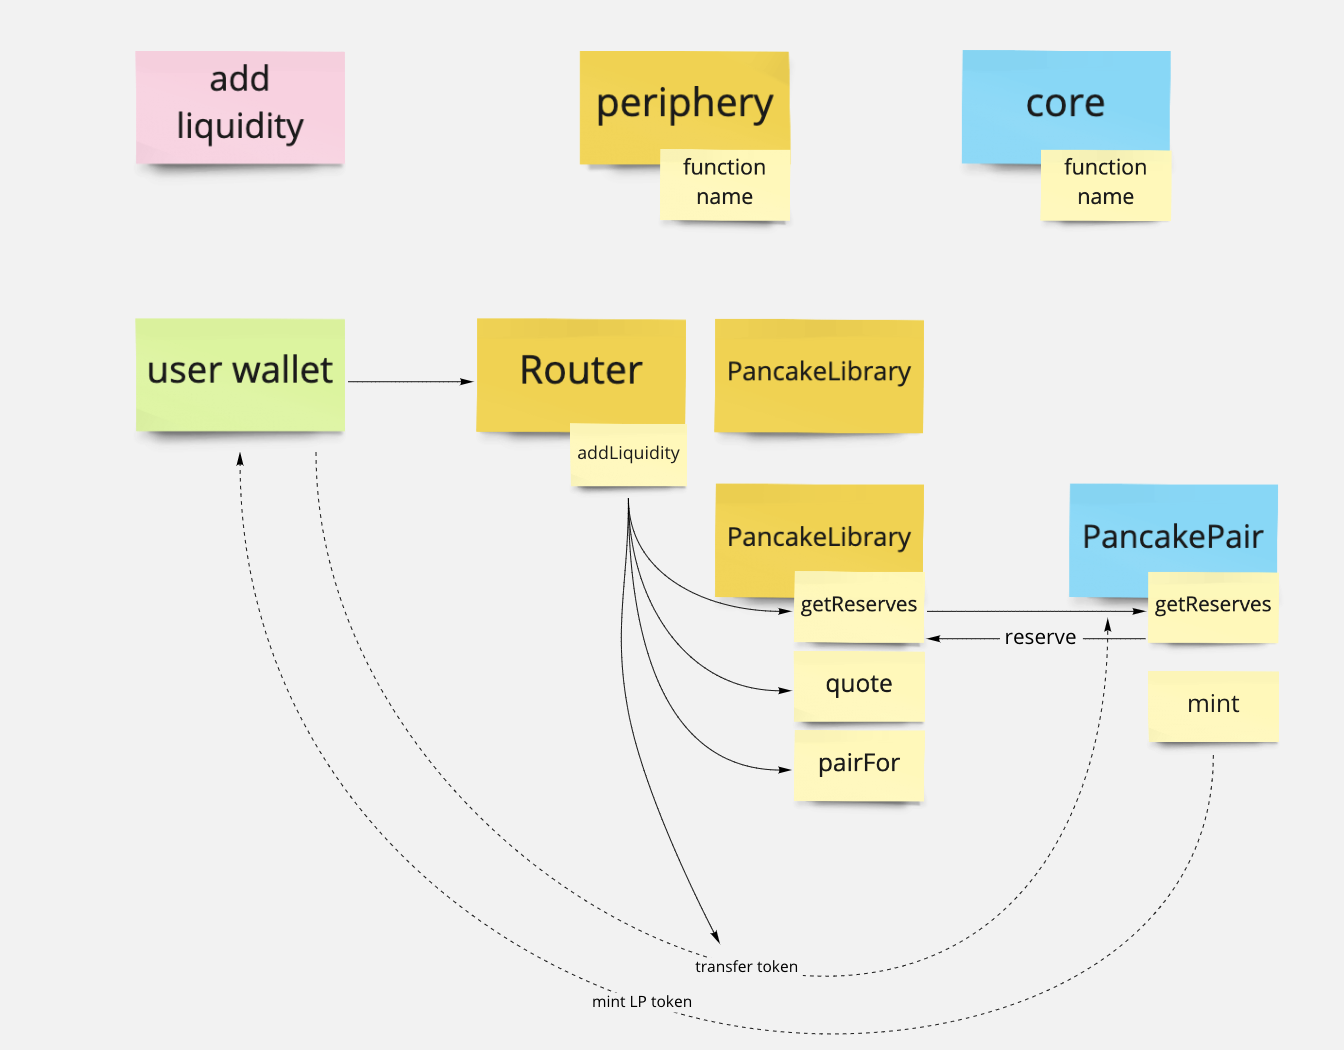 add
liquidity
periphery
function
name
core
function
name
user wallet
Router
addLiquidity
PancakeLibrary
PancakeLibrary
getReserves
quote
pairFor
PancakePair
getReserves
reserve
mint
transfer token
mint LP token